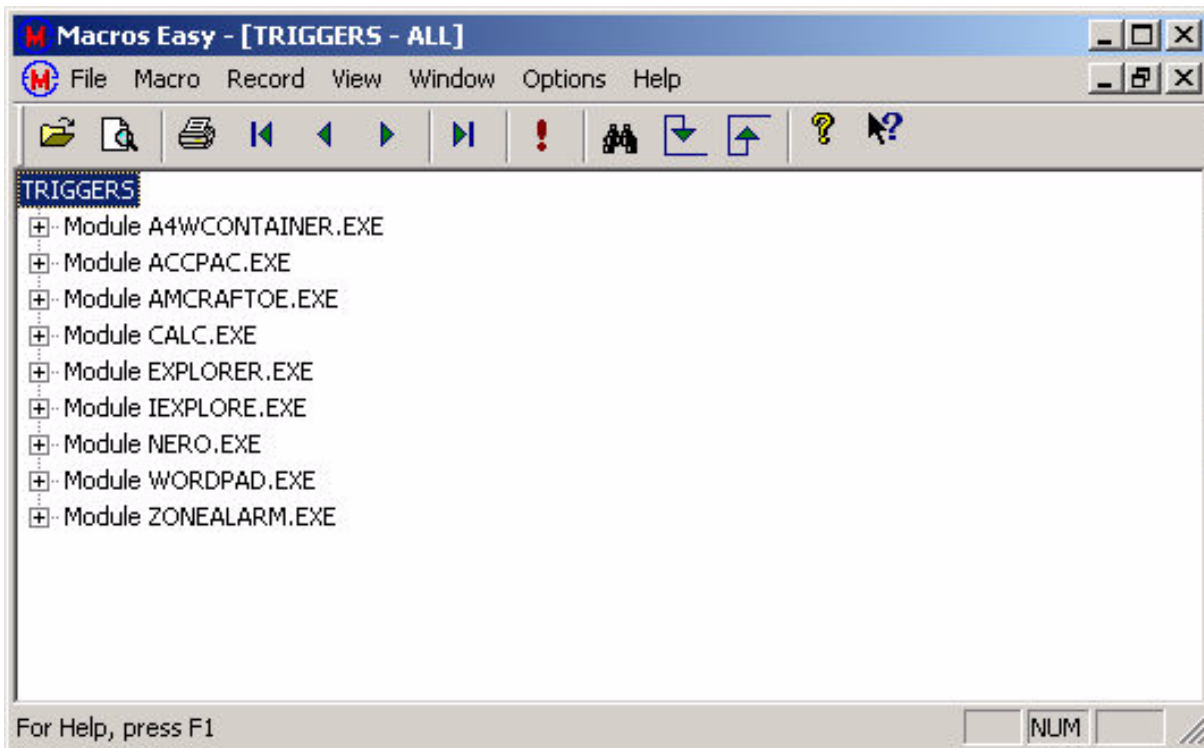 Macros Easy - [TRIGGERS - ALL]
File Macro Record View Window Options Help
TRIGGERS
Module A4WCONTAINER.EXE
Module ACCPAC.EXE
Module AMCRAFTOE.EXE
Module CALC.EXE
Module EXPLORER.EXE
Module IEXPLORE.EXE
Module NERO.EXE
Module WORDPAD.EXE
Module ZONEALARM.EXE
For Help, press F1
NUM